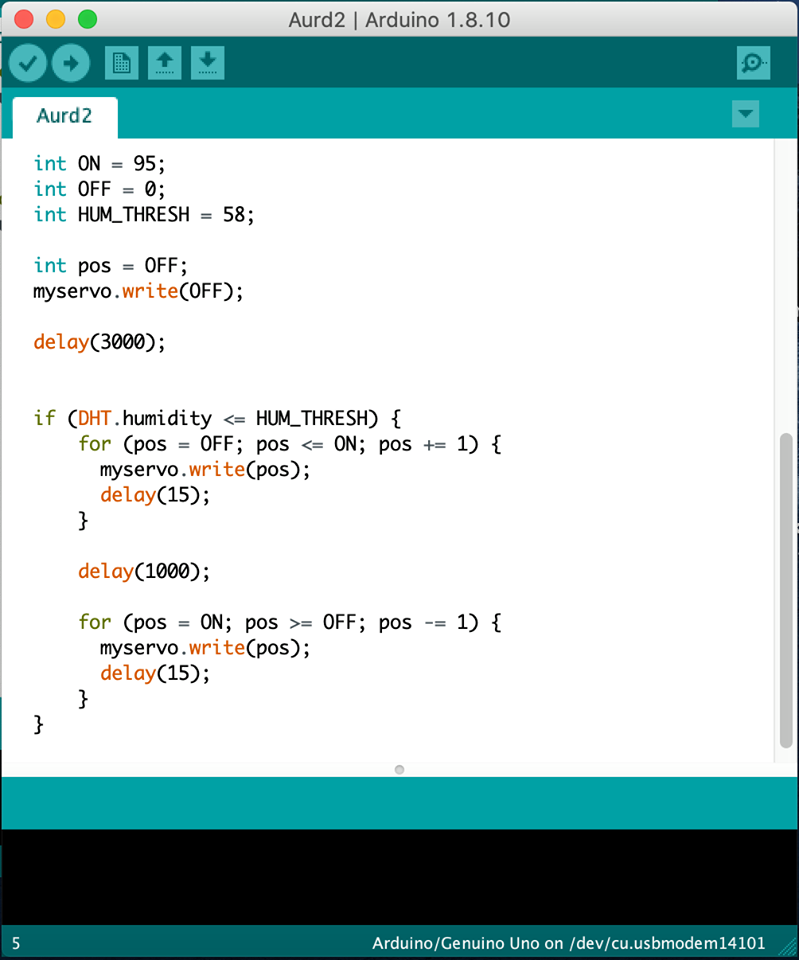 Aurd2 | Arduino 1.8.10
Aurd2
int ON = 95;
int OFF = 0;
int HUM_THRESH = 58;
int pos = OFF;
myservo.write(OFF);
delay(3000);
if (DHT.humidity <= HUM_THRESH) {
for (pos = OFF; pos <= ON; pos += 1) {
myservo.write(pos);
delay(15);
}
delay(1000);
for (pos = ON; pos >= OFF; pos -= 1) {
myservo.write(pos);
delay(15);
}
}
5
Arduino/Genuino Uno on /dev/cu.usbmodem14101